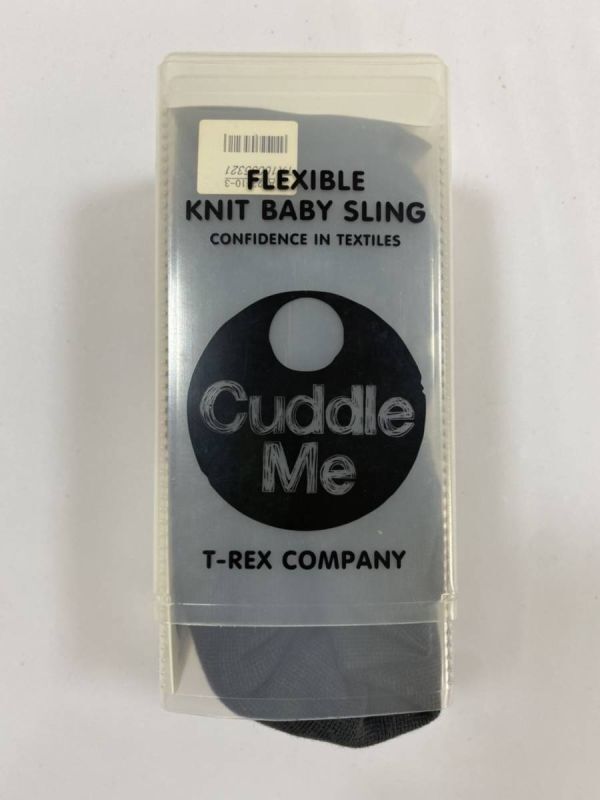 FLEXIBLE
KNIT BABY SLING
CONFIDENCE IN TEXTILES
Cuddle
Me
T-REX COMPANY